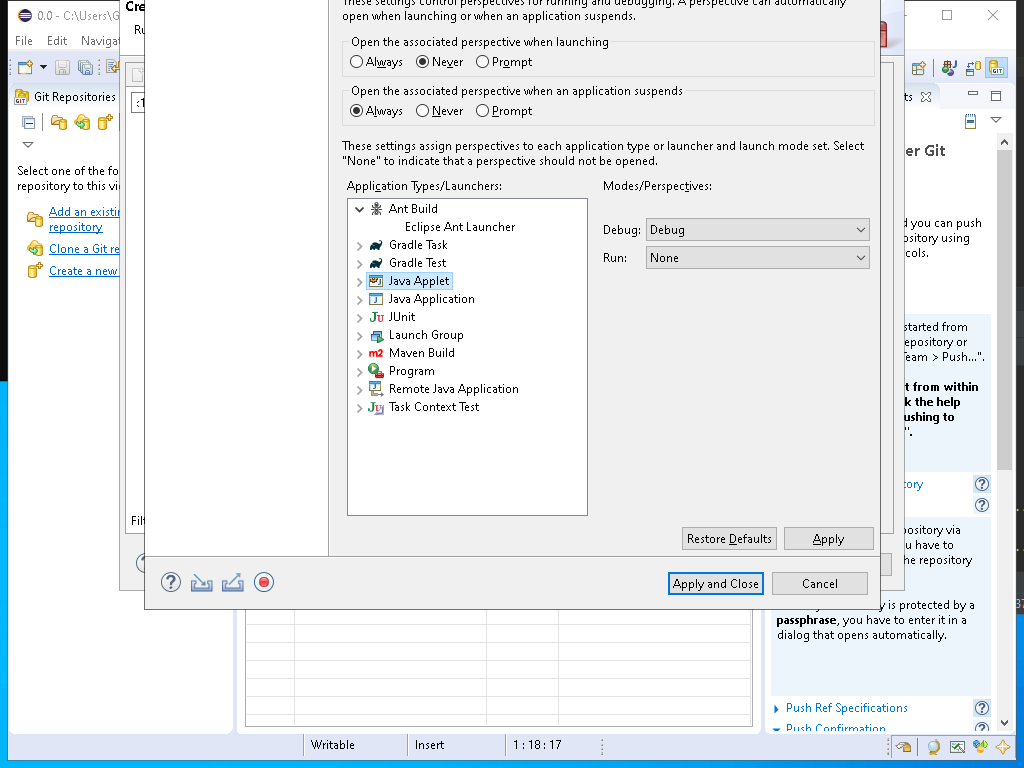 0.0 - C:\Users\G
Cre
File Edit Navigat
Ru
These settings control perspectives for running and debugging. A perspective can automatically
open when launching or when an application suspends.
Open the associated perspective when launching
Always Never Prompt
Open the associated perspective when an application suspends
Always Never Prompt
These settings assign perspectives to each application type or launcher and launch mode set. Select
"None" to indicate that a perspective should not be opened.
Application Types/Launchers:
Modes/Perspectives:
Ant Build
Eclipse Ant Launcher
Gradle Task
Gradle Test
Java Applet
Java Application
JUnit
Launch Group
Maven Build
Program
Remote Java Application
Task Context Test
Debug: Debug
Run: None
Restore Defaults Apply
Apply and Close Cancel
Git Repositories
Select one of the fo
repository to this vi
Add an existin
repository
Clone a Git re
Create a new
Filt
ts
er Git
d you can push
ository using
cols.
started from
epository or
Team > Push...".
t from within
k the help
ushing to
".
ory
pository via
u have to
he repository
y is protected by a
passphrase, you have to enter it in a
dialog that opens automatically.
Push Ref Specifications
Push Confirmation
Writable Insert 1 : 18 : 17